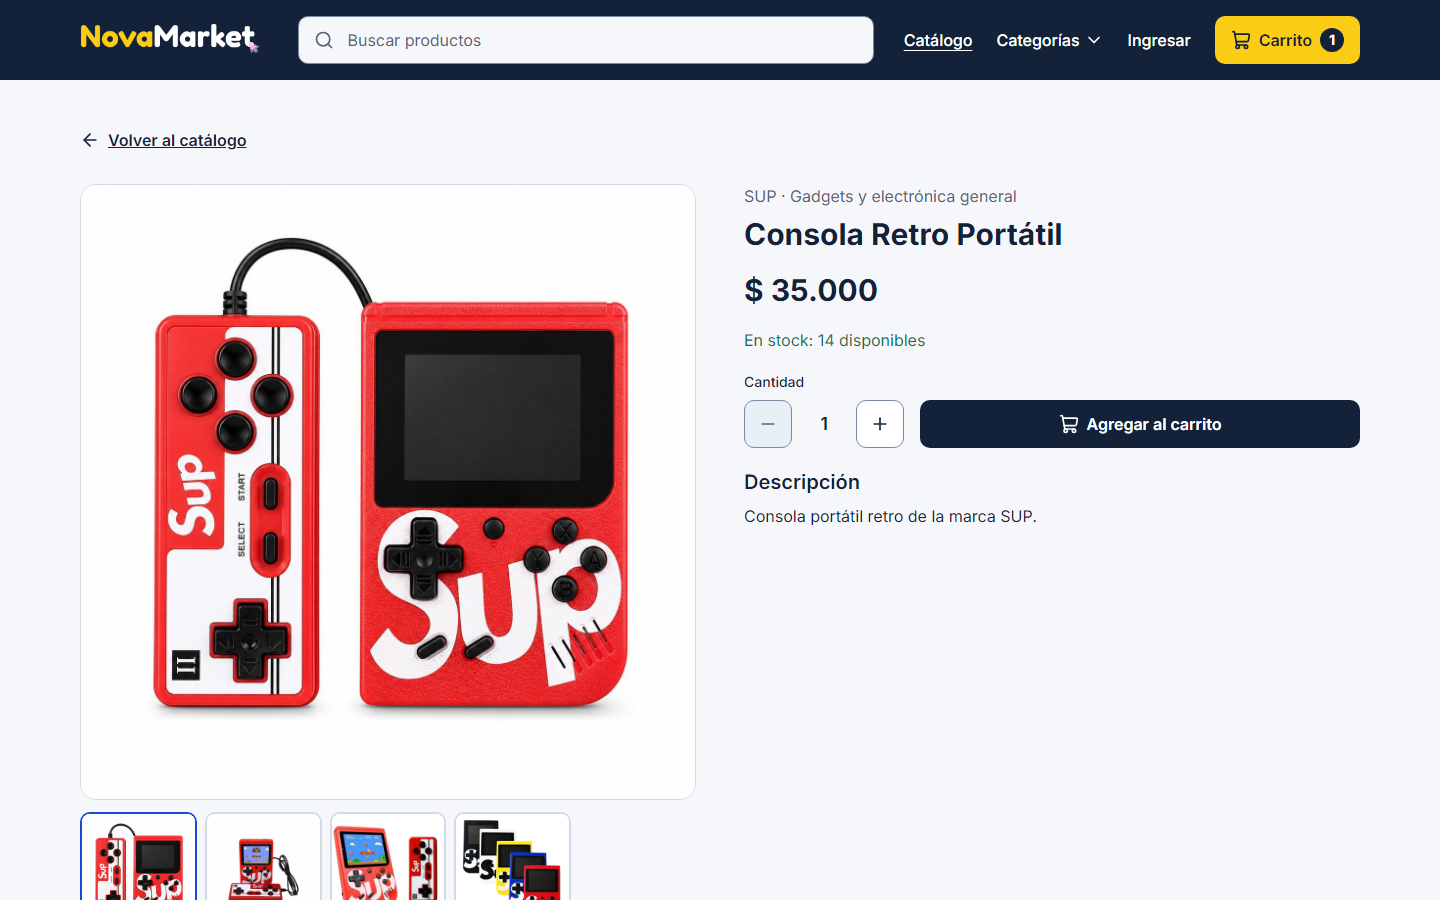 NovaMarket
Buscar productos
Catálogo
Categorías
Ingresar
Carrito 1
Volver al catálogo
SUP · Gadgets y electrónica general
Consola Retro Portátil
$ 35.000
En stock: 14 disponibles
Cantidad
1
Agregar al carrito
Descripción
Consola portátil retro de la marca SUP.
Sup
START
SELECT
II
Sup
X
Y
A
B